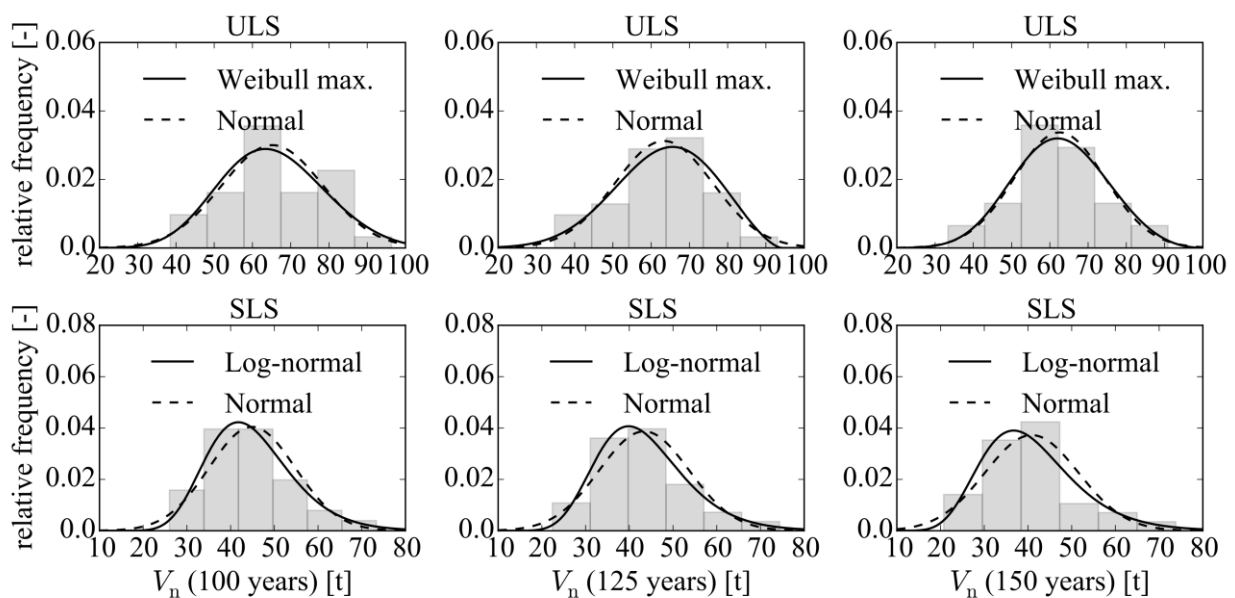 ULS
ULS
ULS
relative frequency [-]
0.06
0.04
0.02
0.0
Weibull max.
Normal
20 30 40 50 60 70 80 90 100
0.06
0.04
0.02
0.0
Weibull max.
Normal
20 40 60 80 100
0.06
0.04
0.02
0.0
Weibull max.
Normal
20 30 40 50 60 70 80 90 100
SLS
SLS
SLS
relative frequency [-]
0.08
0.06
0.04
0.02
0.0
Log-normal
Normal
10 20 30 40 50 60 70 80
0.08
0.06
0.04
0.02
0.0
Log-normal
Normal
10 20 30 40 50 60 70 80
0.08
0.06
0.04
0.02
0.0
Log-normal
Normal
10 20 30 40 50 60 70 80
Vn (100 years) [t]
Vn (125 years) [t]
Vn (150 years) [t]